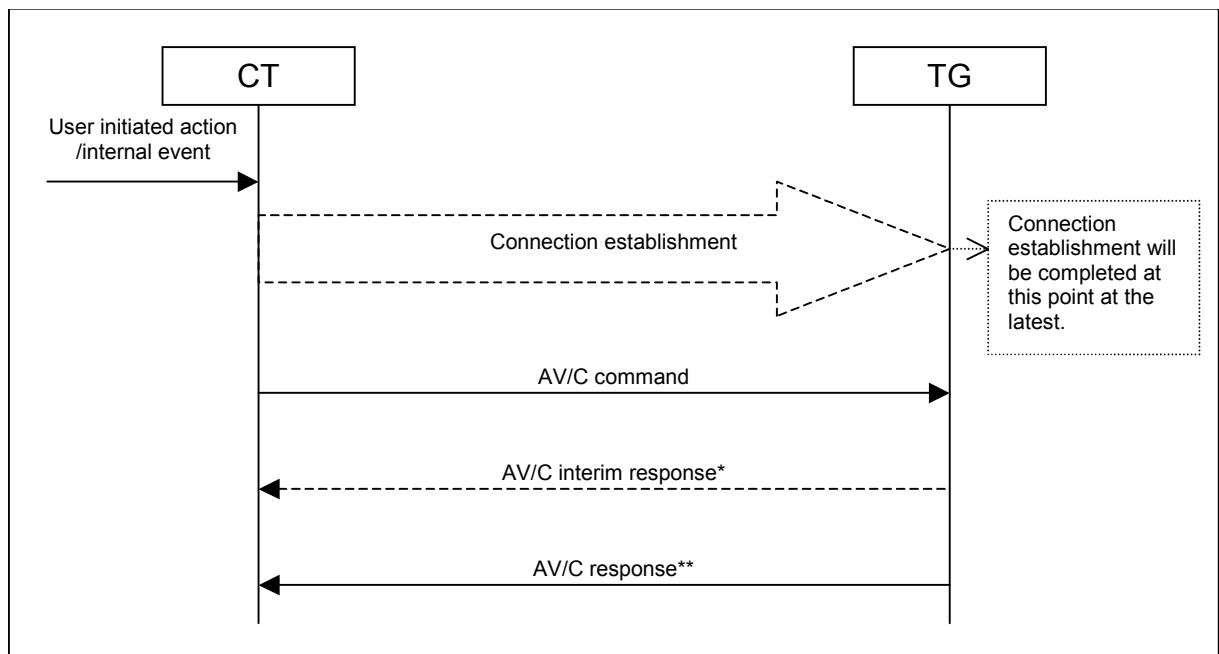 CT
TG
User initiated action
/internal event
Connection establishment
Connection
establishment will
be completed at
this point at the
latest.
AV/C command
AV/C interim response*
AV/C response**